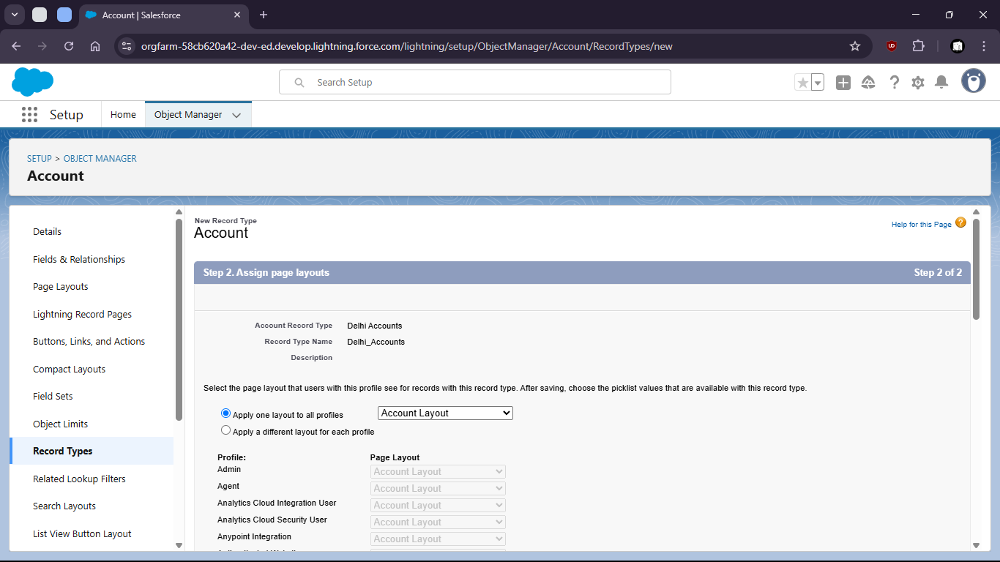 Account | Salesforce
orgfarm-58cb620a42-dev-ed.develop.lightning.force.com/lightning/setup/ObjectManager/Account/RecordTypes/new
Search Setup
Setup
Home
Object Manager
SETUP > OBJECT MANAGER
Account
Details
Fields & Relationships
Page Layouts
Lightning Record Pages
Buttons, Links, and Actions
Compact Layouts
Field Sets
Object Limits
Record Types
Related Lookup Filters
Search Layouts
List View Button Layout
New Record Type
Account
Help for this Page ?
Step 2. Assign page layouts Step 2 of 2
Account Record Type Delhi Accounts
Record Type Name Delhi_Accounts
Description
Select the page layout that users with this profile see for records with this record type. After saving, choose the picklist values that are available with this record type.
Apply one layout to all profiles Account Layout
Apply a different layout for each profile
Profile: Page Layout
Admin Account Layout
Agent Account Layout
Analytics Cloud Integration User Account Layout
Analytics Cloud Security User Account Layout
Anypoint Integration Account Layout